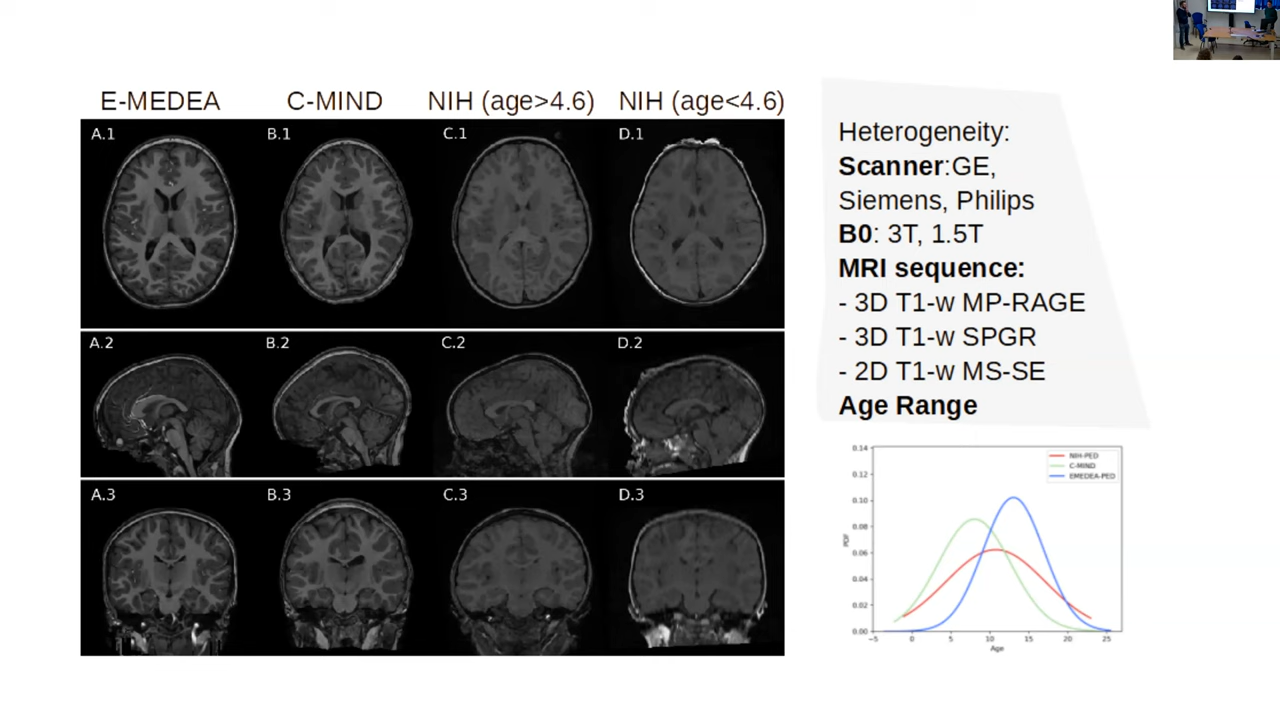 E-MEDEA
C-MIND
NIH (age>4.6)
NIH (age<4.6)
A.1
B.1
C.1
D.1
A.2
B.2
C.2
D.2
A.3
B.3
C.3
D.3
Heterogeneity:
Scanner:GE,
Siemens, Philips
B0: 3T, 1.5T
MRI sequence:
- 3D T1-w MP-RAGE
- 3D T1-w SPGR
- 2D T1-w MS-SE
Age Range
NIH-PED
C-MIND
EMEDEA-PED
0.14
0.12
0.10
0.08
0.06
0.04
0.02
0.00
PDF
−5
0
5
10
15
20
25
Age